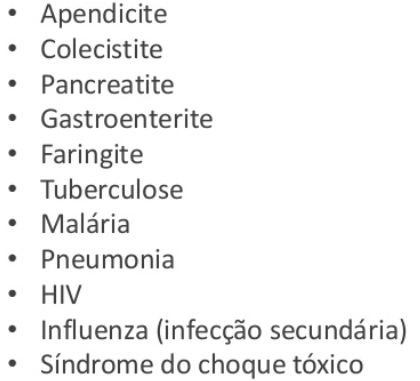 • Apendicite
• Colecistite
• Pancreatite
• Gastroenterite
• Faringite
• Tuberculose
• Malária
• Pneumonia
• HIV
• Influenza (infecção secundária)
• Síndrome do choque tóxico